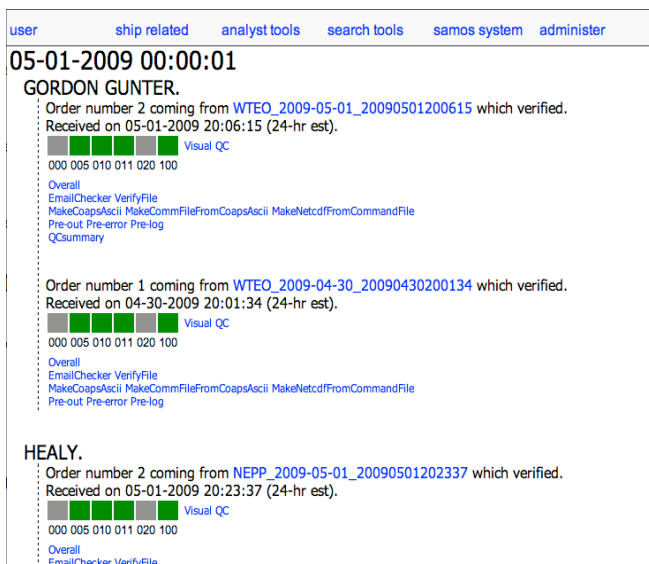 user ship related analyst tools search tools samos system administer
05-01-2009 00:00:01
GORDON GUNTER.
Order number 2 coming from WTEO_2009-05-01_20090501200615 which verified.
Received on 05-01-2009 20:06:15 (24-hr est).
Visual QC
000 005 010 011 020 100
Overall
EmailChecker VerifyFile
MakeCoapsAscii MakeCommFileFromCoapsAscii MakeNetcdfFromCommandFile
Pre-out Pre-error Pre-log
QCsummary
Order number 1 coming from WTEO_2009-04-30_20090430200134 which verified.
Received on 04-30-2009 20:01:34 (24-hr est).
Visual QC
000 005 010 011 020 100
Overall
EmailChecker VerifyFile
MakeCoapsAscii MakeCommFileFromCoapsAscii MakeNetcdfFromCommandFile
Pre-out Pre-error Pre-log
HEALY.
Order number 2 coming from NEPP_2009-05-01_20090501202337 which verified.
Received on 05-01-2009 20:23:37 (24-hr est).
Visual QC
000 005 010 011 020 100
Overall
EmailChecker VerifyFile